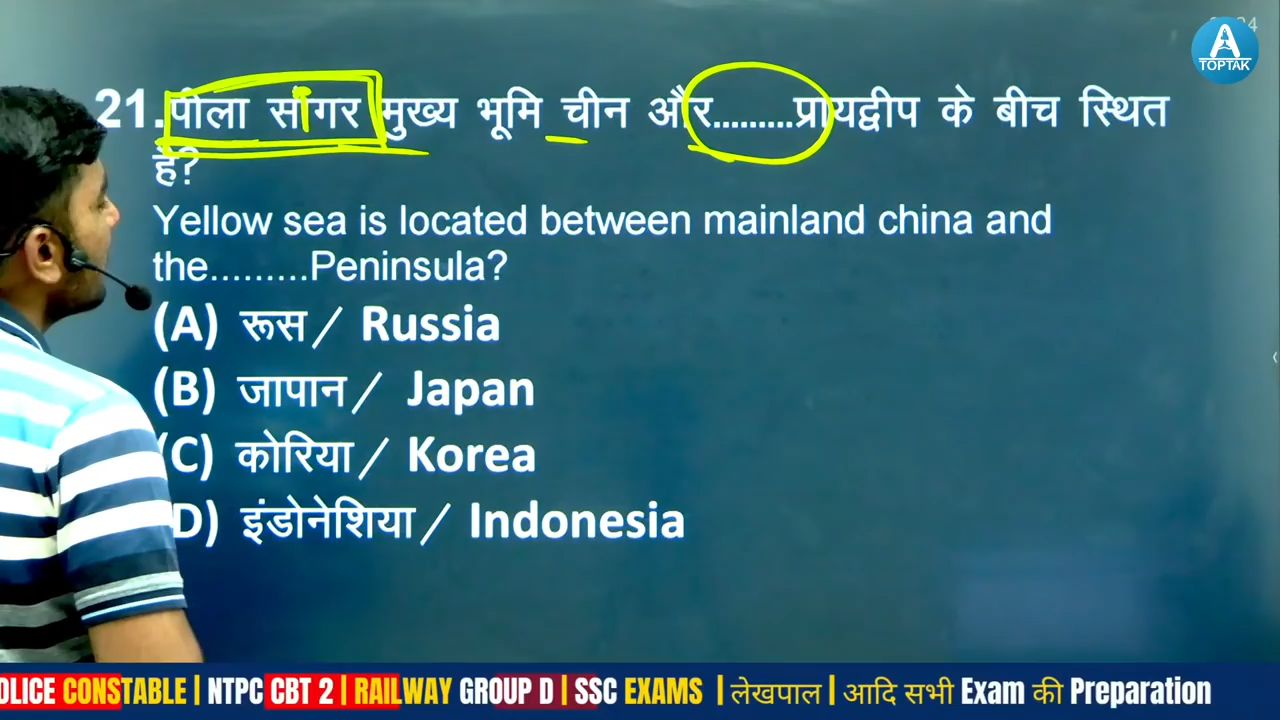 A
TOPTAK
21.पीला सागर मुख्य भूमि चीन और.........प्रायद्वीप के बीच स्थित
है?
Yellow sea is located between mainland china and
the.........Peninsula?
(A) रूस/ Russia
(B) जापान/ Japan
(C) कोरिया/ Korea
D) इंडोनेशिया/ Indonesia
OLICE CONSTABLE | NTPC CBT 2 | RAILWAY GROUP D | SSC EXAMS | लेखपाल | आदि सभी Exam की Preparation